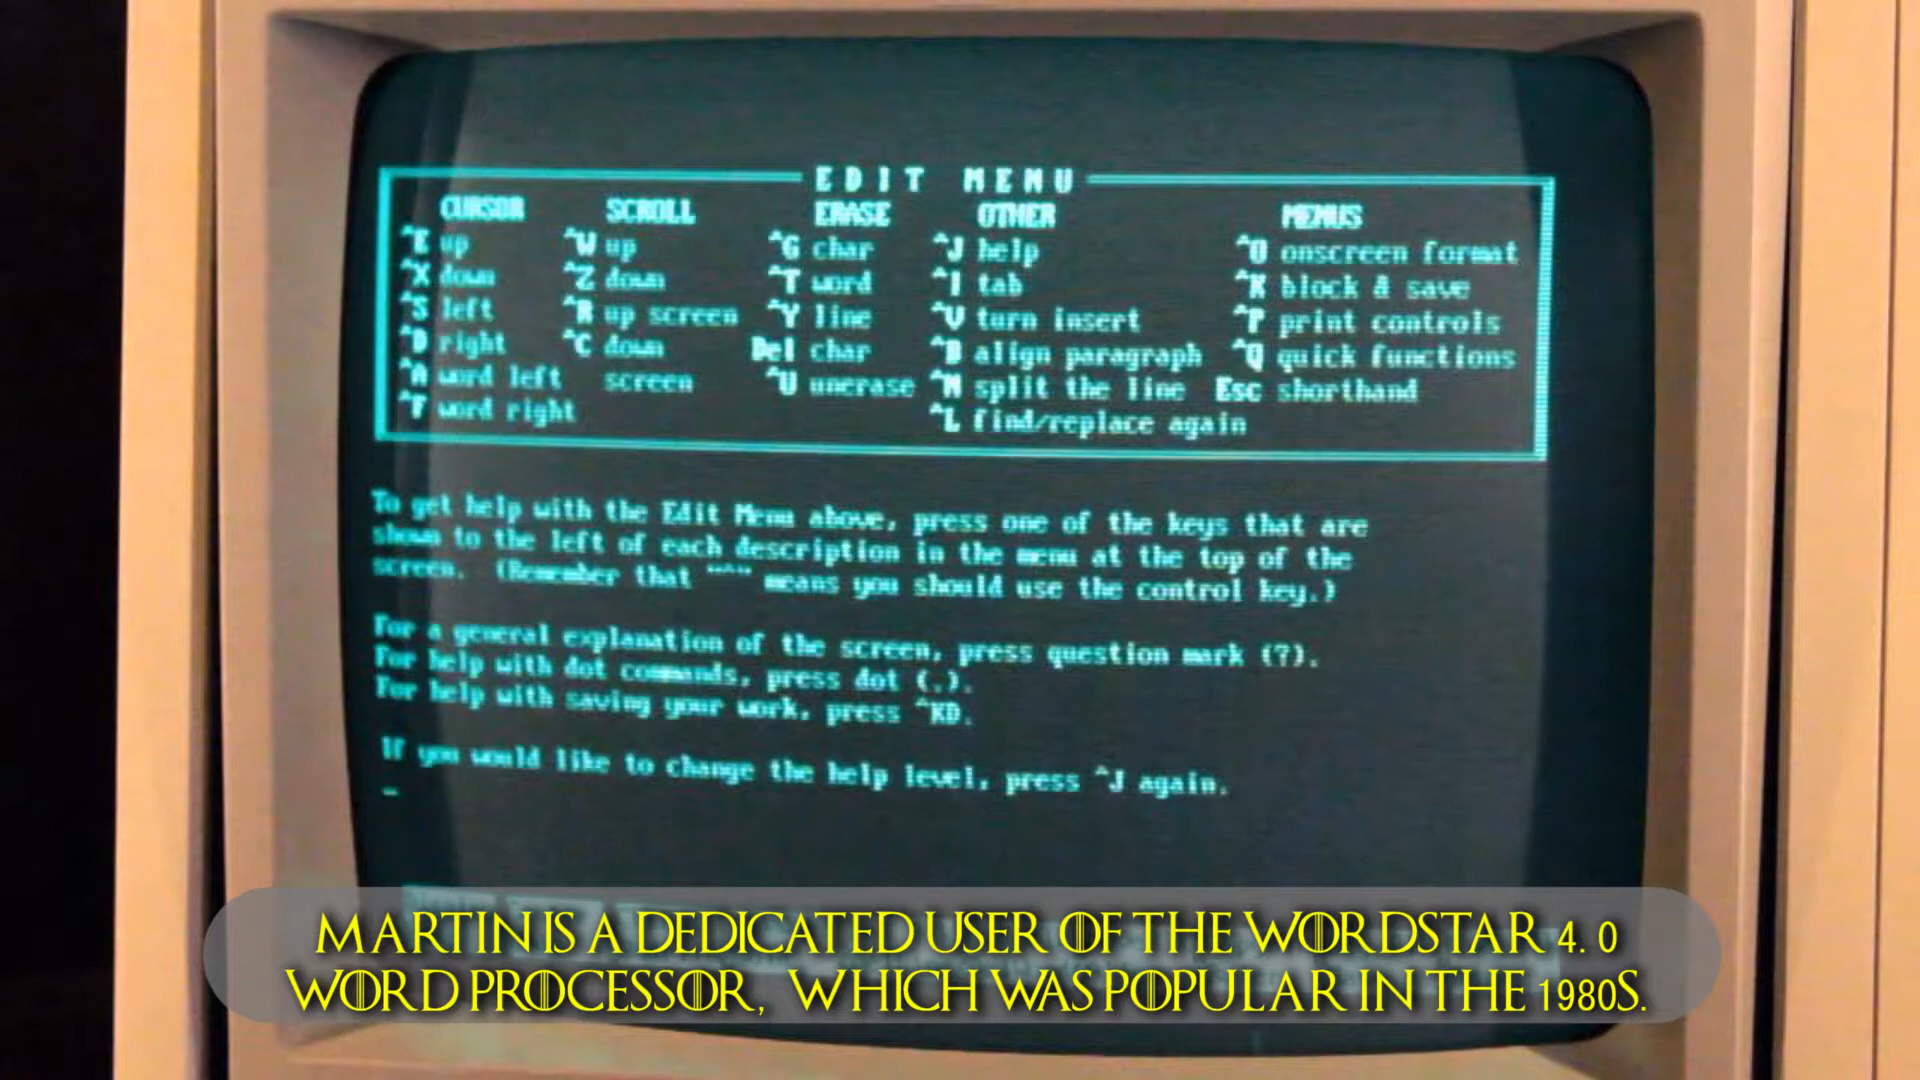 EDIT MENU
CURSOR SCROLL ERASE OTHER MENUS
^E up ^W up ^G char ^J help ^O onscreen format
^X down ^Z down ^T word ^I tab ^K block & save
^S left ^R up screen ^Y line ^V turn insert ^P print controls
^D right ^C down Del char ^B align paragraph ^Q quick functions
^A word left screen ^U unerase ^M split the line Esc shorthand
^F word right ^L find/replace again
To get help with the Edit Menu above, press one of the keys that are
shown to the left of each description in the menu at the top of the
screen. (Remember that "^" means you should use the control key.)
For a general explanation of the screen, press question mark (?).
For help with dot commands, press dot (.).
For help with saving your work, press ^KD.
If you would like to change the help level, press ^J again.
MARTIN IS A DEDICATED USER OF THE WORDSTAR 4.0
WORD PROCESSOR, WHICH WAS POPULAR IN THE 1980S.